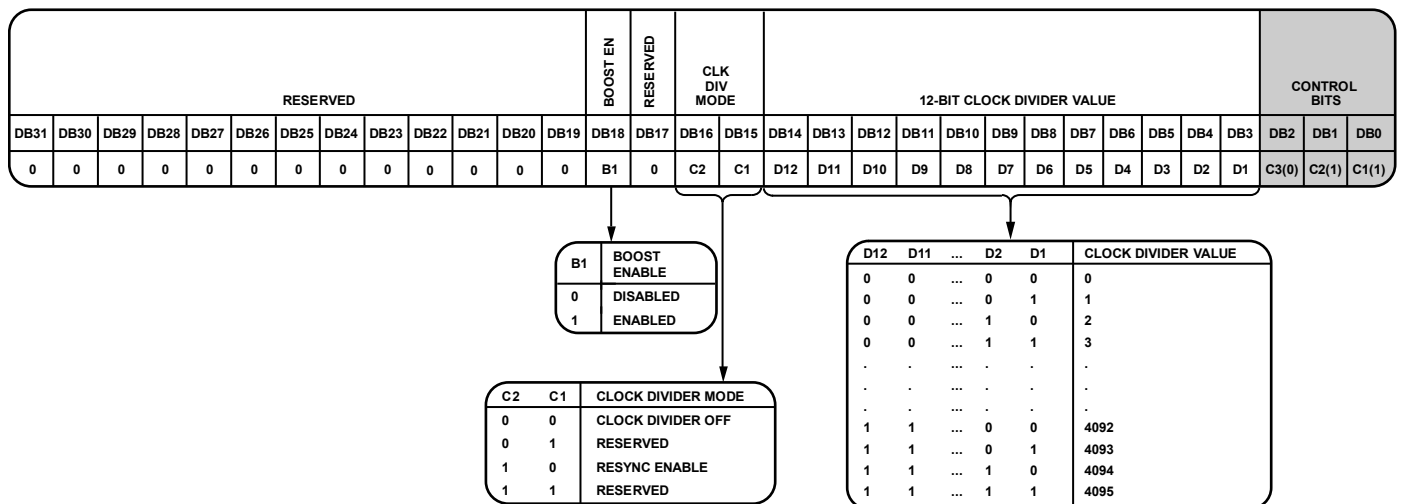 RESERVED
BOOST EN
RESERVED
CLK
DIV
MODE
12-BIT CLOCK DIVIDER VALUE
CONTROL
BITS
DB31 DB30 DB29 DB28 DB27 DB26 DB25 DB24 DB23 DB22 DB21 DB20 DB19 DB18 DB17 DB16 DB15 DB14 DB13 DB12 DB11 DB10 DB9 DB8 DB7 DB6 DB5 DB4 DB3 DB2 DB1 DB0
0 0 0 0 0 0 0 0 0 0 0 0 0 B1 0 C2 C1 D12 D11 D10 D9 D8 D7 D6 D5 D4 D3 D2 D1 C3(0) C2(1) C1(1)
B1 BOOST
ENABLE
0 DISABLED
1 ENABLED
C2 C1 CLOCK DIVIDER MODE
0 0 CLOCK DIVIDER OFF
0 1 RESERVED
1 0 RESYNC ENABLE
1 1 RESERVED
D12 D11 ... D2 D1 CLOCK DIVIDER VALUE
0 0 ... 0 0 0
0 0 ... 0 1 1
0 0 ... 1 0 2
0 0 ... 1 1 3
. . ... . . .
. . ... . . .
. . ... . . .
1 1 ... 0 0 4092
1 1 ... 0 1 4093
1 1 ... 1 0 4094
1 1 ... 1 1 4095